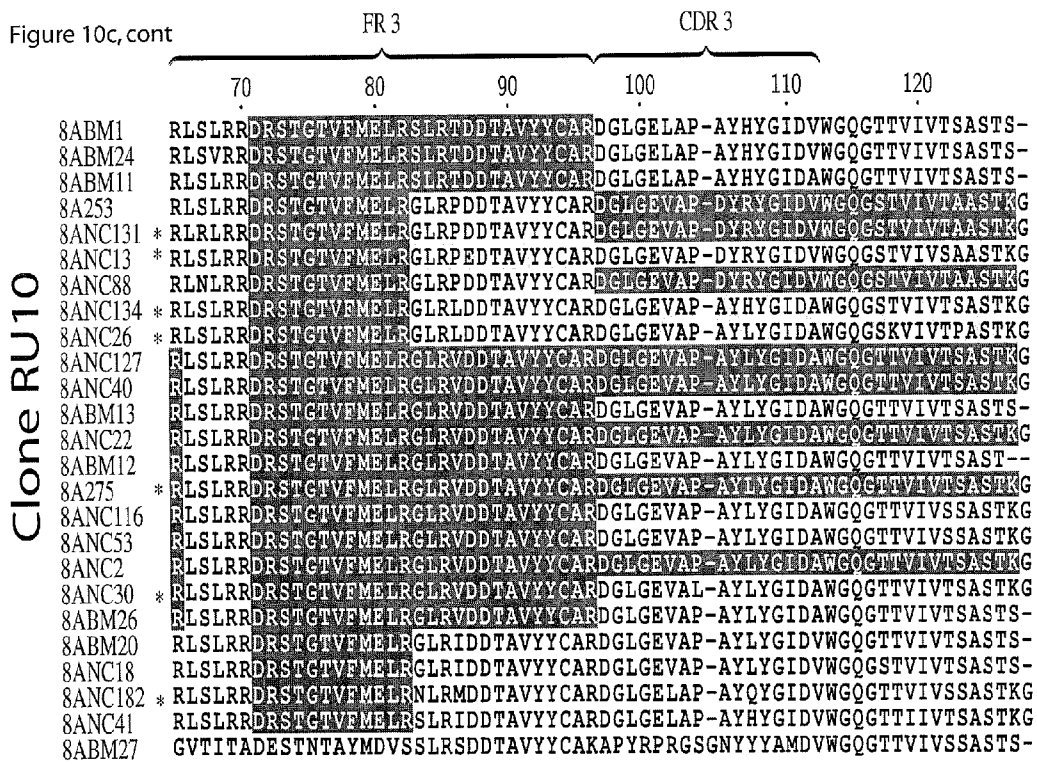 Figure 10c, cont
FR 3 CDR 3
70 80 90 100 110 120
Clone RU10
8ABM1 RLSLRRDRSTGTVFMELRSLRTDDTAVYYCARDGLGELAP-AYHYGIDVWGQGTTVIVTSASTS-
8ABM24 RLSVRRDRSTGTVFMELRSLRTDDTAVYYCARDGLGELAP-AYHYGIDVWGQGTTVIVTSASTS-
8ABM11 RLSLRRDRSTGTVFMELRSLRTDDTAVYYCARDGLGELAP-AYHYGIDAWGQGTTVIVTSASTS-
8A253 RLSLRRDRSTGTVFMELRGLRPDDTAVYYCARDGLGEVAP-DYRYGIDVWGQGSTVIVTAASTKG
8ANC131 * RLRLRRDRSTGTVFMELRGLRPDDTAVYYCARDGLGEVAP-DYRYGIDVWGQGSTVIVTAASTKG
8ANC13 * RLSLRRDRSTGTVFMELRGLRPEDTAVYYCARDGLGEVAP-DYRYGIDVWGQGSTVIVSAASTKG
8ANC88 RLNLRRDRSTGTVFMELRGLRPDDTAVYYCARDGLGEVAP-DYRYGIDVWGQGSTVIVTAASTKG
8ANC134 * RLSLRRDRSTGTVFMELRGLRLDDTAVYYCARDGLGEVAP-AYHYGIDAWGQGSTVIVTSASTKG
8ANC26 * RLSLRRDRSTGTVFMELRGLRLDDTAVYYCARDGLGEVAP-AYLYGIDAWGQGSKVIVTPASTKG
8ANC127 RLSLRRDRSTGTVFMELRGLRVDDTAVYYCARDGLGEVAP-AYLYGIDAWGQGTTVIVTSASTKG
8ANC40 RLSLRRDRSTGTVFMELRGLRVDDTAVYYCARDGLGEVAP-AYLYGIDAWGQGTTVIVTSASTKG
8ABM13 RLSLRRDRSTGTVFMELRGLRVDDTAVYYCARDGLGEVAP-AYLYGIDAWGQGTTVIVTSASTS-
8ANC22 RLSLRRDRSTGTVFMELRGLRVDDTAVYYCARDGLGEVAP-AYLYGIDAWGQGTTVIVTSASTKG
8ABM12 RLSLRRDRSTGTVFMELRGLRVDDTAVYYCARDGLGEVAP-AYLYGIDAWGQGTTVIVTSAST--
8A275 * RLSLRRDRSTGTVFMELRGLRVDDTAVYYCARDGLGEVAP-AYLYGIDAWGQGTTVIVTSASTKG
8ANC116 RLSLRRDRSTGTVFMELRGLRVDDTAVYYCARDGLGEVAP-AYLYGIDAWGQGTTVIVSSASTKG
8ANC53 RLSLRRDRSTGTVFMELRGLRVDDTAVYYCARDGLGEVAP-AYLYGIDAWGQGTTVIVSSASTKG
8ANC2 RLSLRRDRSTGTVFMELRGLRVDDTAVYYCARDGLGEVAP-AYLYGIDAWGQGTTVIVTSASTKG
8ANC30 * RLSLRRDRSTGTVFMELRGLRVDDTAVYYCARDGLGEVAL-AYLYGIDAWGQGTTVIVSSASTKG
8ABM26 RLSLRRDRSTGTVFMELRGLRVDDTAVYYCARDGLGEVAP-AYLYGIDAWGQGTTVIVTSASTS-
8ABM20 RLSLRRDRSTGTVFMELRGLRIDDTAVYYCARDGLGEVAP-AYLYGIDAWGQGTTVIVTSASTS-
8ANC18 RLSLRRDRSTGTVFMELRGLRVDDTAVYYCARDGLGEVAP-AYLYGIDVWGQGSTVIVTSASTS-
8ANC182 * RLSLRRDRSTGTVFMELRNLRMDDTAVYYCARDGLGELAP-AYQYGIDVWGQGTTVIVSSASTKG
8ANC41 RLSLRRDRSTGTVFMELRSLRIDDTAVYYCARDGLGELAP-AYHYGIDVWGQGTTIIVTSASTKG
8ABM27 GVTITADESTNTAYMDVSSLRSDDTAVYYCAKAPYRPRGSGNYYYAMDVWGQGTTVIVSSASTS-